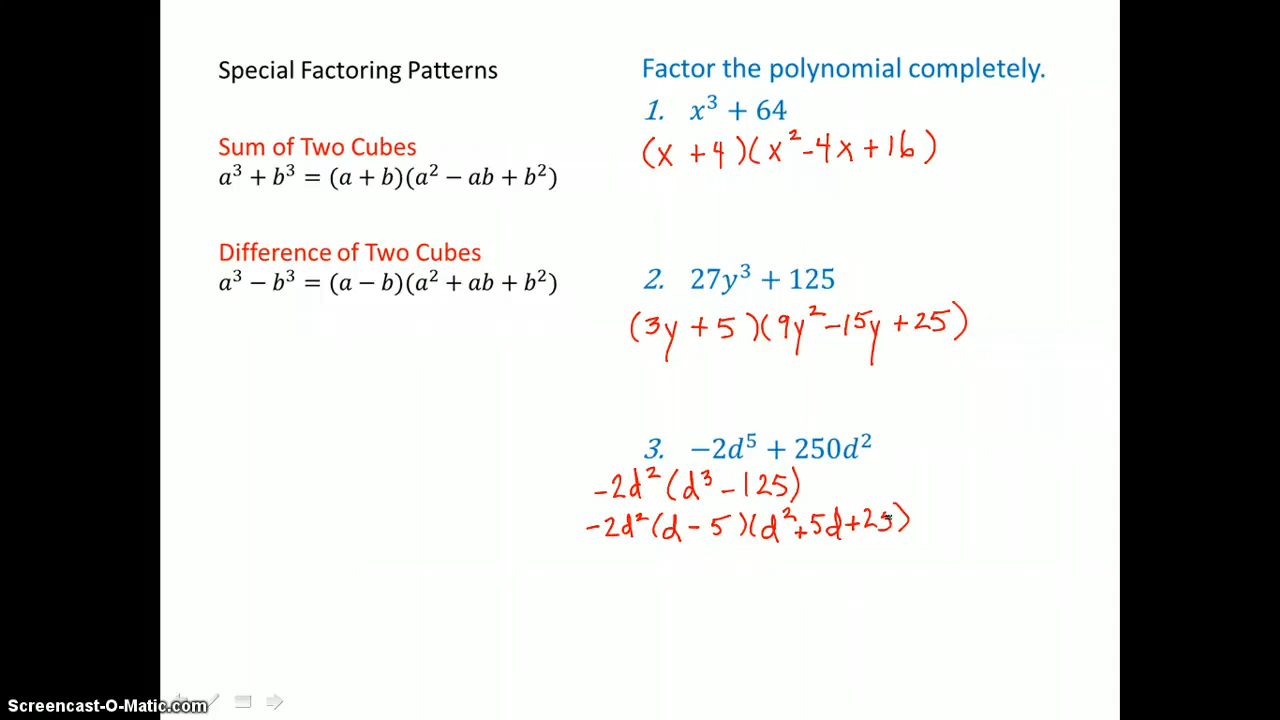 Special Factoring Patterns
Sum of Two Cubes
a³ + b³ = (a + b)(a² − ab + b²)
Difference of Two Cubes
a³ − b³ = (a − b)(a² + ab + b²)
Factor the polynomial completely.
1. x³ + 64
(x + 4)(x² - 4x + 16)
2. 27y³ + 125
(3y + 5)(9y² - 15y + 25)
3. −2d⁵ + 250d²
-2d²(d³ - 125)
-2d²(d - 5)(d² + 5d + 25)
Screencast-O-Matic.com